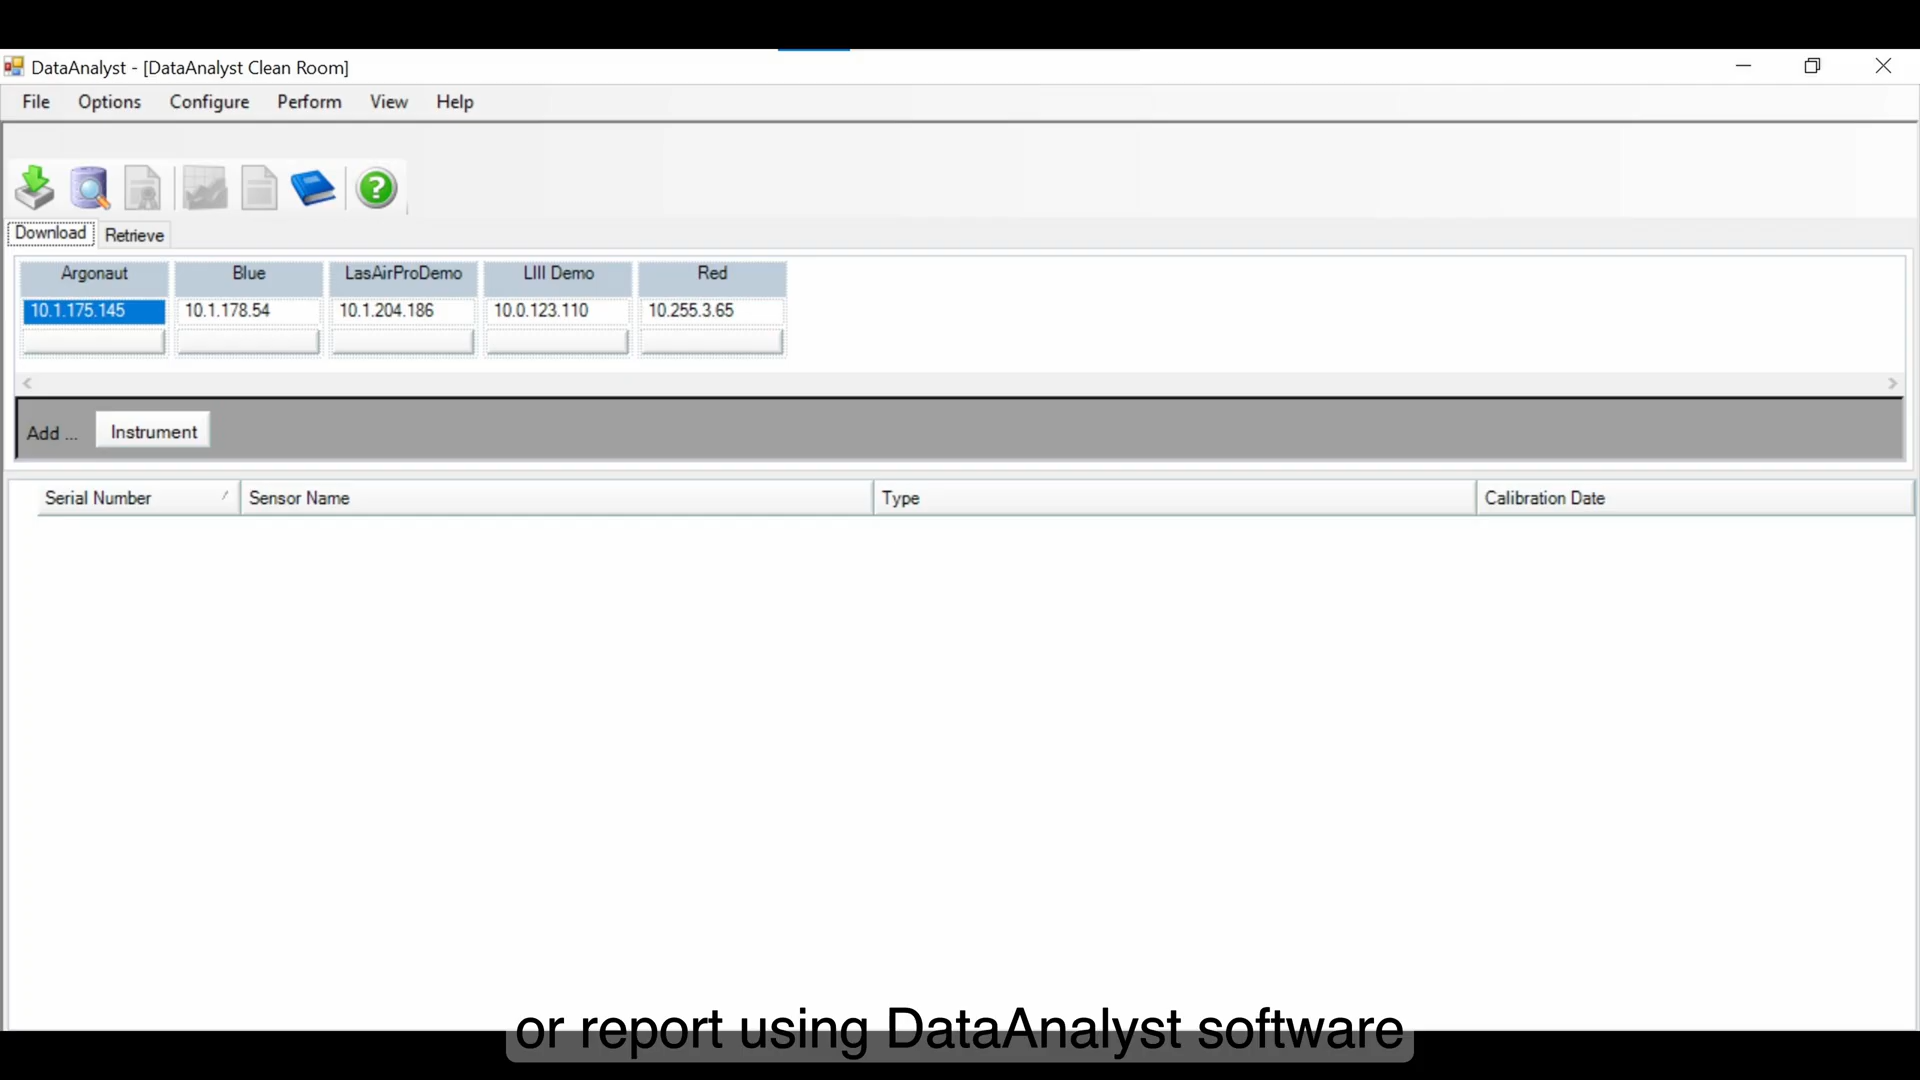 DataAnalyst - [DataAnalyst Clean Room]
File Options Configure Perform View Help
Download Retrieve
Argonaut Blue LasAirProDemo LIII Demo Red
10.1.175.145 10.1.178.54 10.1.204.186 10.0.123.110 10.255.3.65
Add ... Instrument
Serial Number Sensor Name Type Calibration Date
or report using DataAnalyst software